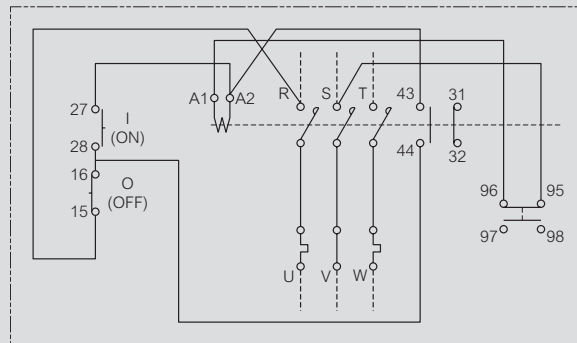 R S T 43 31
A1 A2
27
I
(ON)
28
44 32
16 O
(OFF)
15
96 95
97 98
U V W